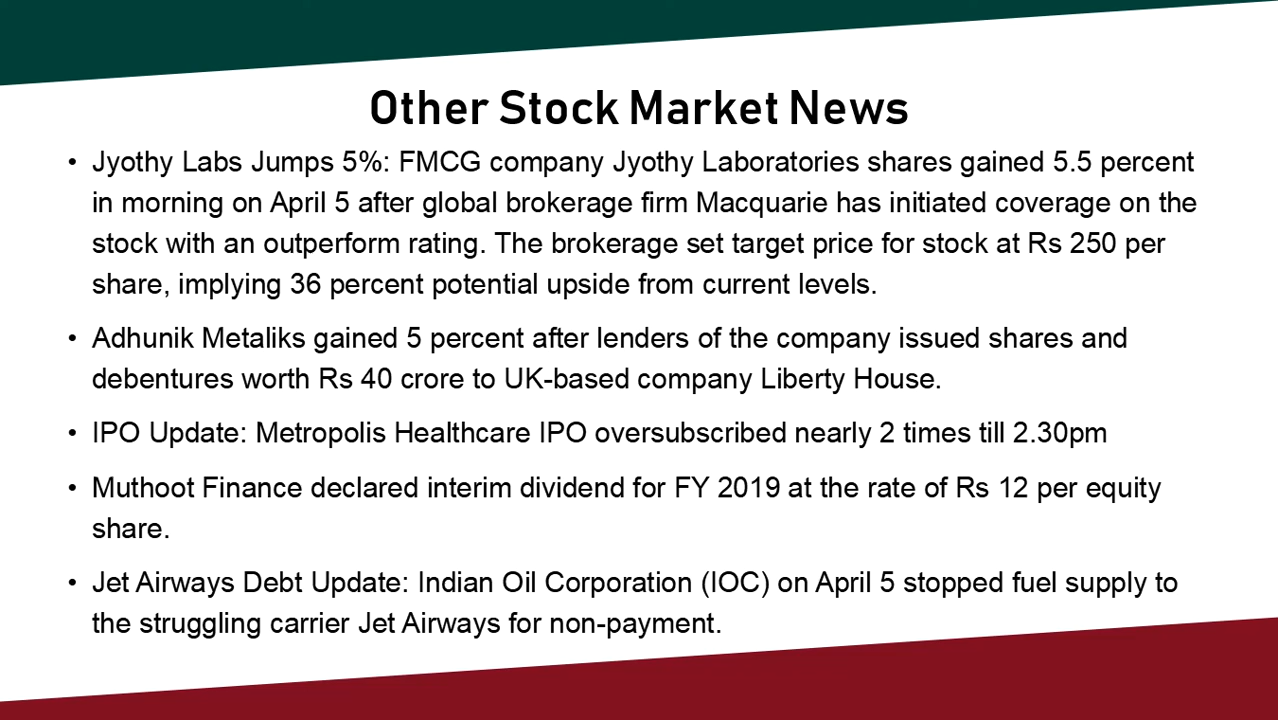 Other Stock Market News
• Jyothy Labs Jumps 5%: FMCG company Jyothy Laboratories shares gained 5.5 percent
in morning on April 5 after global brokerage firm Macquarie has initiated coverage on the
stock with an outperform rating. The brokerage set target price for stock at Rs 250 per
share, implying 36 percent potential upside from current levels.
• Adhunik Metaliks gained 5 percent after lenders of the company issued shares and
debentures worth Rs 40 crore to UK-based company Liberty House.
• IPO Update: Metropolis Healthcare IPO oversubscribed nearly 2 times till 2.30pm
• Muthoot Finance declared interim dividend for FY 2019 at the rate of Rs 12 per equity
share.
• Jet Airways Debt Update: Indian Oil Corporation (IOC) on April 5 stopped fuel supply to
the struggling carrier Jet Airways for non-payment.